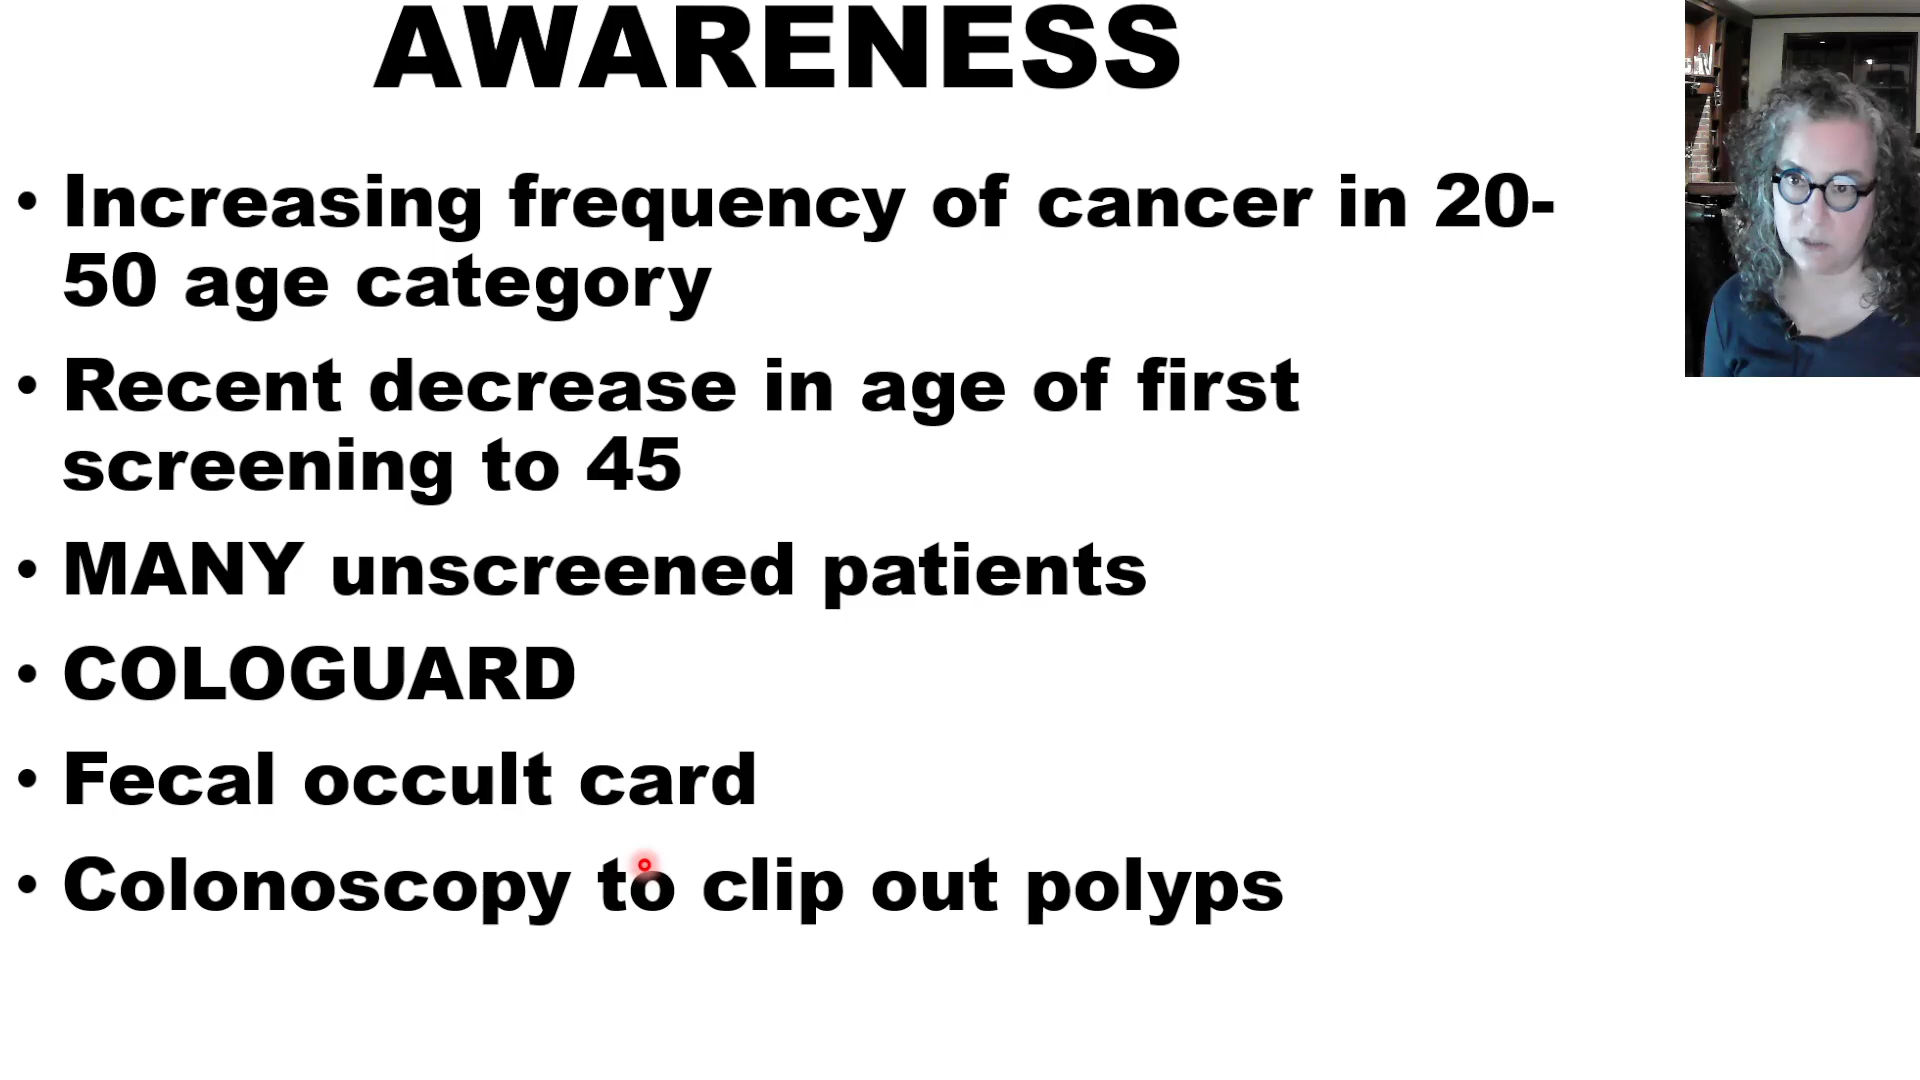 AWARENESS
• Increasing frequency of cancer in 20-
50 age category
• Recent decrease in age of first
screening to 45
• MANY unscreened patients
• COLOGUARD
• Fecal occult card
• Colonoscopy to clip out polyps